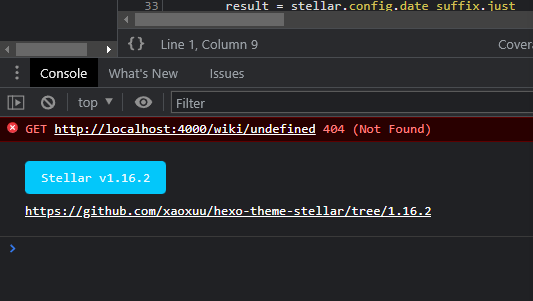 33 result = stellar.config.date_suffix.just
{} Line 1, Column 9 Covera
Console What's New Issues
top Filter
GET http://localhost:4000/wiki/undefined 404 (Not Found)
Stellar v1.16.2
https://github.com/xaoxuu/hexo-theme-stellar/tree/1.16.2